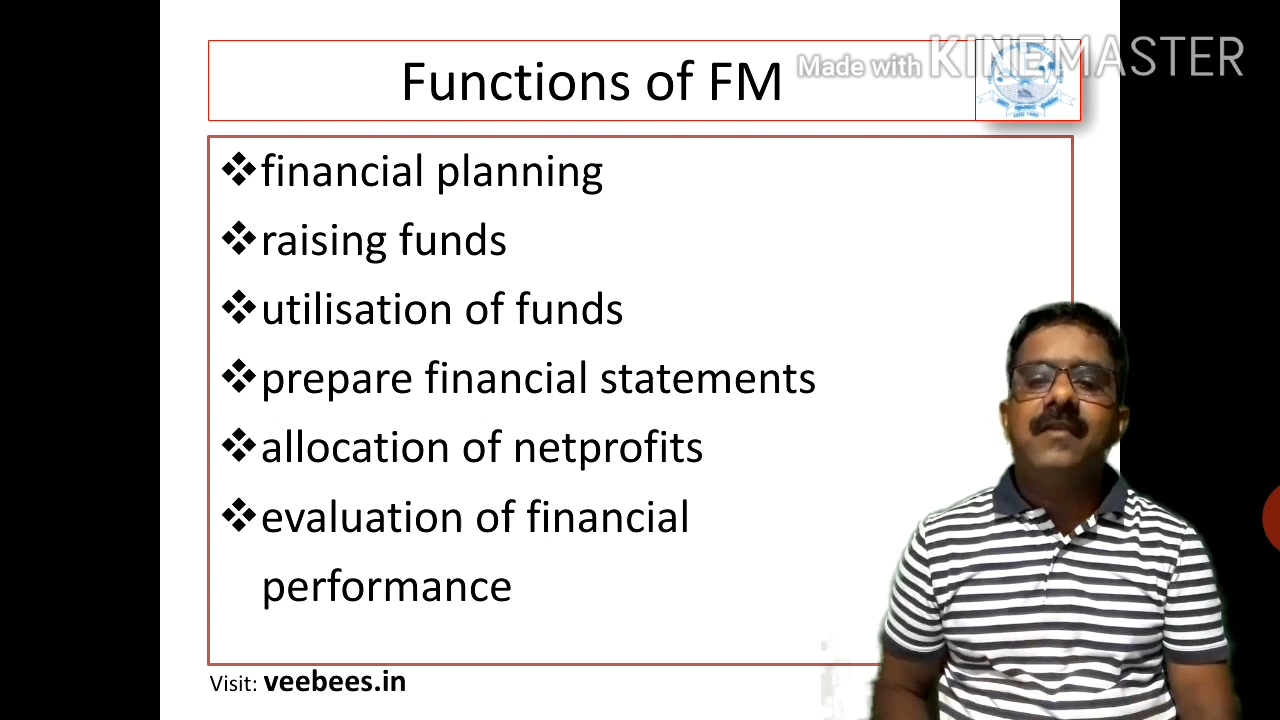 Functions of FM
Made with KINEMASTER
❖financial planning
❖raising funds
❖utilisation of funds
❖prepare financial statements
❖allocation of netprofits
❖evaluation of financial
performance
Visit: veebees.in